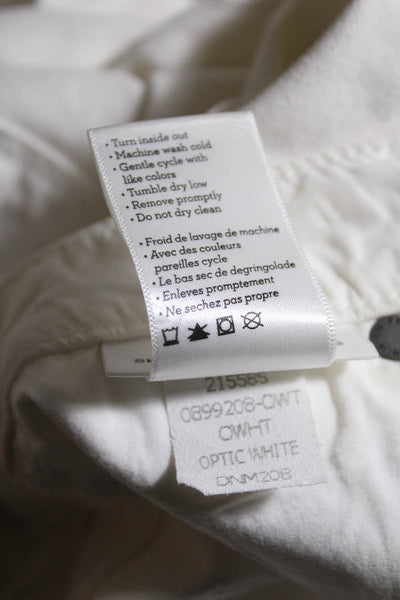 • Turn inside out
• Machine wash cold
• Gentle cycle with
like colors
• Tumble dry low
• Remove promptly
• Do not dry clean
• Froid de lavage de machine
• Avec des couleurs
pareilles cycle
• Le bas sec de degringolade
• Enleves promptement
• Ne sechez pas propre
215585
0899208-OWT
OWHT
OPTIC WHITE
DNM208